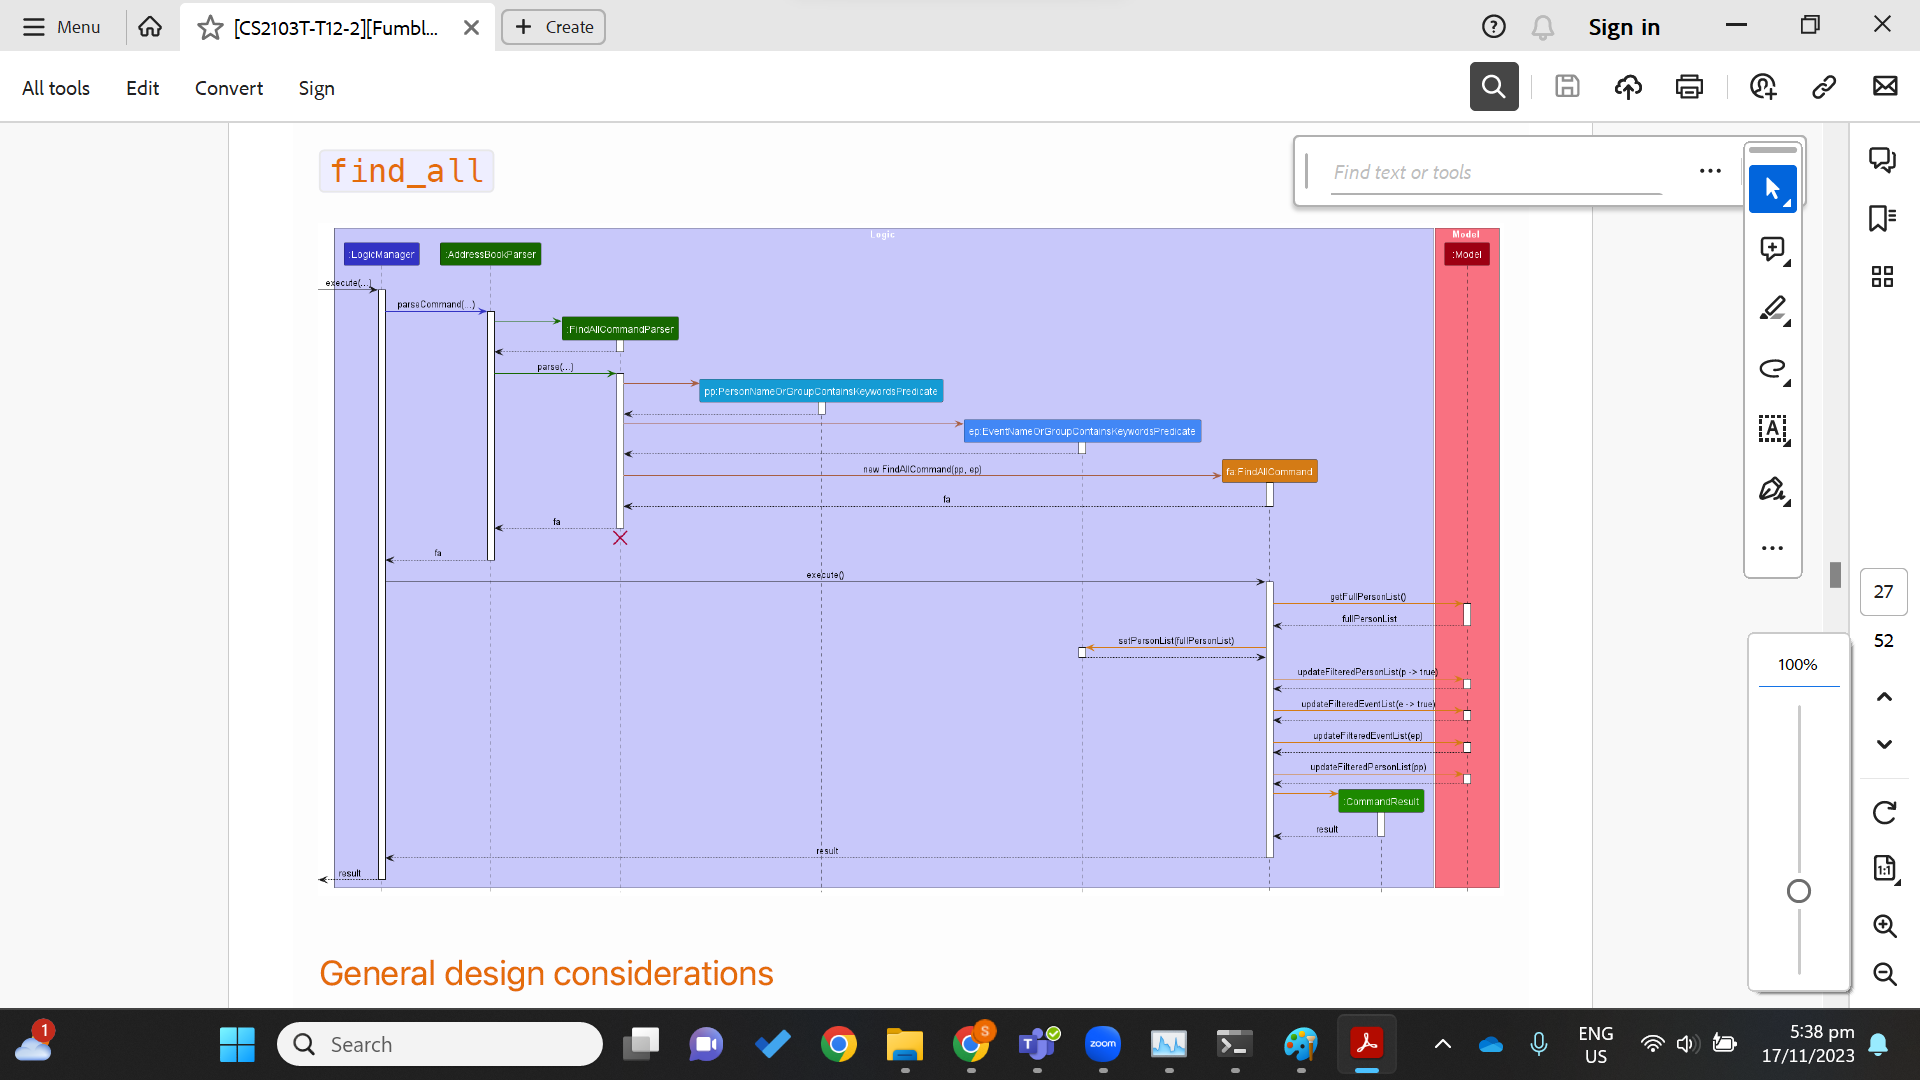 Menu
[CS2103T-T12-2][Fumbl...
Create
Sign in
All tools
Edit
Convert
Sign
find_all
Find text or tools
Logic
Model
:LogicManager
:AddressBookParser
:Model
execute(...)
parseCommand(...)
:FindAllCommandParser
parse(...)
pp:PersonNameOrGroupContainsKeywordsPredicate
ep:EventNameOrGroupContainsKeywordsPredicate
new FindAllCommand(pp, ep)
fa:FindAllCommand
fa
fa
fa
execute()
getFullPersonList()
fullPersonList
setPersonList(fullPersonList)
updateFilteredPersonList(p -> true)
updateFilteredEventList(e -> true)
updateFilteredEventList(ep)
updateFilteredPersonList(pp)
:CommandResult
result
result
result
General design considerations
27
52
100%
1:1
1
Search
S
zoom
ENG
US
5:38 pm
17/11/2023